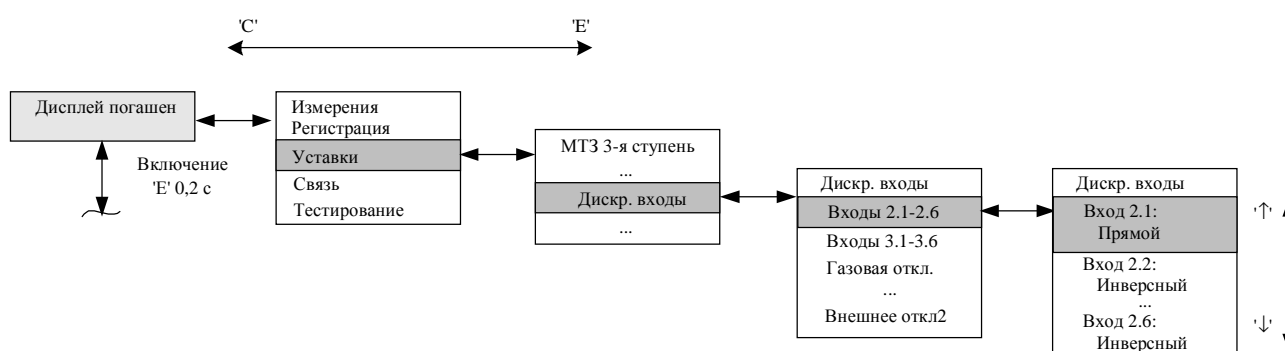 'C'
'E'
Дисплей погашен
Включение
'E' 0,2 с
Измерения
Регистрация
Уставки
Связь
Тестирование
МТЗ 3-я ступень
...
Дискр. входы
...
Дискр. входы
Входы 2.1-2.6
Входы 3.1-3.6
Газовая откл.
...
Внешнее откл2
Дискр. входы
Вход 2.1:
Прямой
Вход 2.2:
Инверсный
...
Вход 2.6:
Инверсный
'↑'
'↓'